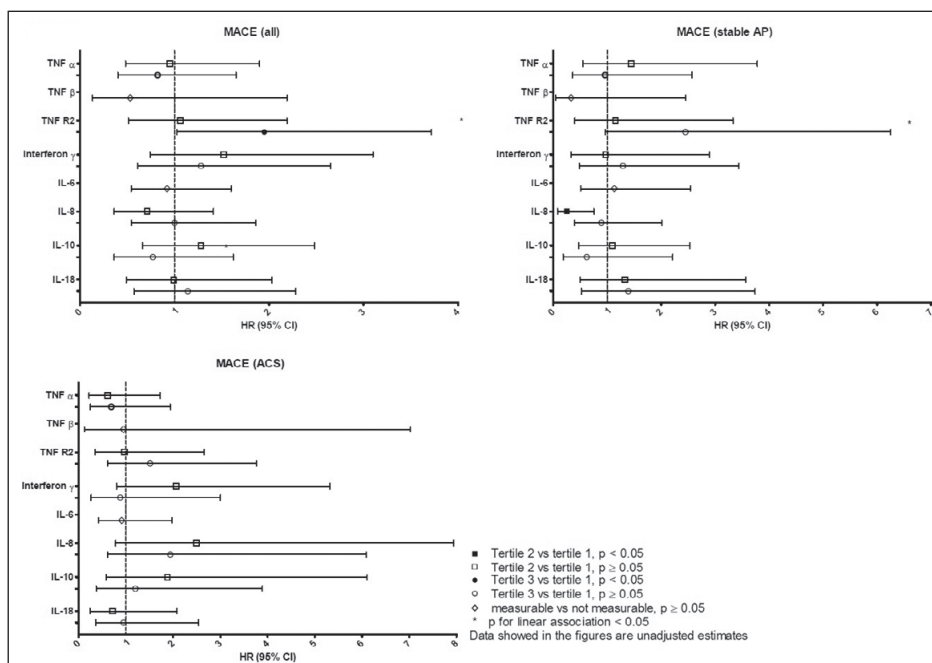 MACE (all)
TNF α
TNF β
TNF R2
*
Interferon γ
IL-6
IL-8
IL-10
IL-18
0
1
2
3
4
HR (95% CI)
MACE (stable AP)
TNF α
TNF β
TNF R2
*
Interferon γ
IL-6
IL-8
IL-10
IL-18
0
1
2
3
4
5
6
7
HR (95% CI)
MACE (ACS)
TNF α
TNF β
TNF R2
Interferon γ
IL-6
IL-8
IL-10
IL-18
0
1
2
3
4
5
6
7
8
HR (95% CI)
Tertile 2 vs tertile 1, p < 0.05
Tertile 2 vs tertile 1, p ≥ 0.05
Tertile 3 vs tertile 1, p < 0.05
Tertile 3 vs tertile 1, p ≥ 0.05
measurable vs not measurable, p ≥ 0.05
* p for linear association < 0.05
Data showed in the figures are unadjusted estimates